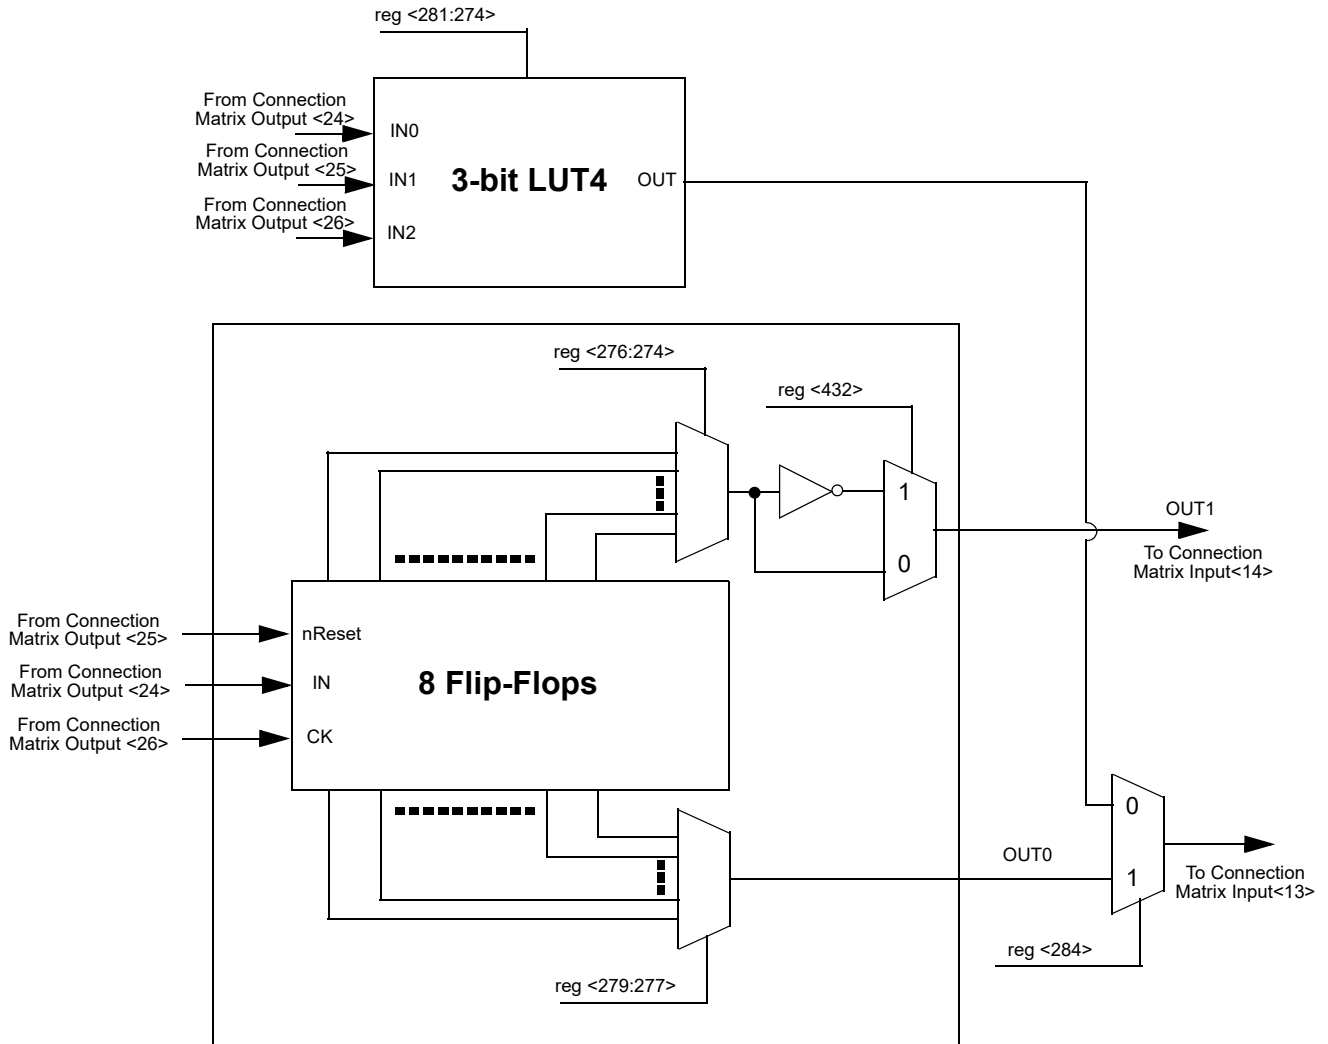 reg <281:274>
From Connection
Matrix Output <24>
IN0
From Connection
Matrix Output <25>
IN1
3-bit LUT4
OUT
From Connection
Matrix Output <26>
IN2
reg <276:274>
reg <432>
1
0
OUT1
To Connection
Matrix Input<14>
From Connection
Matrix Output <25>
nReset
From Connection
Matrix Output <24>
IN
8 Flip-Flops
From Connection
Matrix Output <26>
CK
0
OUT0
1
To Connection
Matrix Input<13>
reg <284>
reg <279:277>